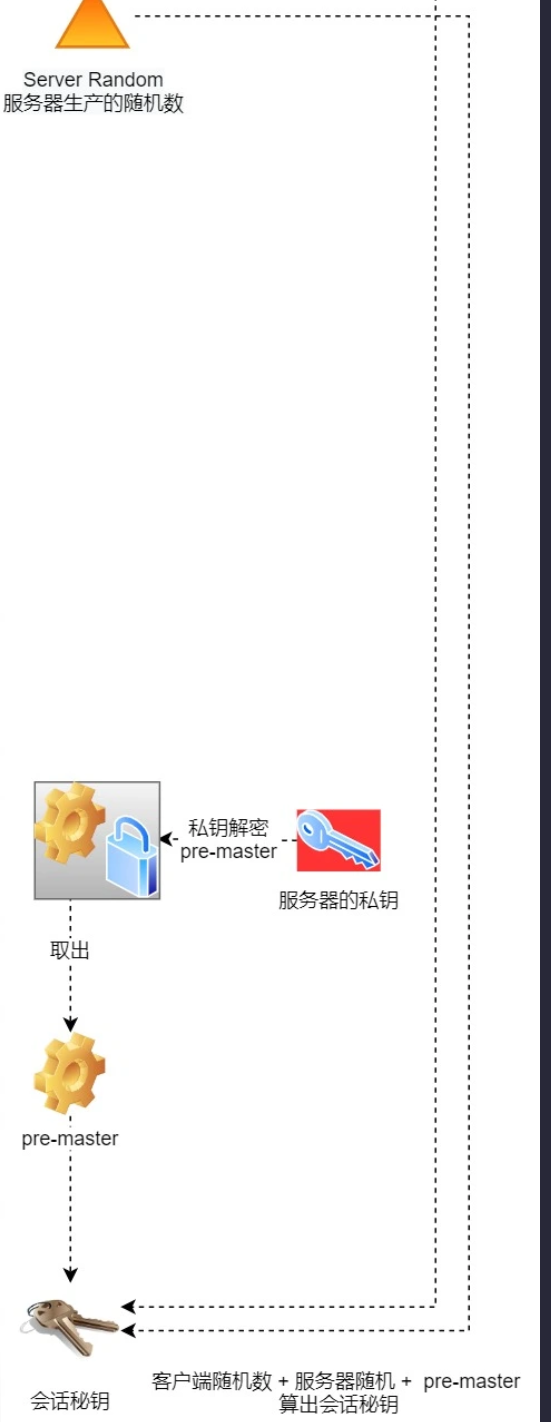 Server Random
服务器生产的随机数
私钥解密
pre-master
服务器的私钥
取出
pre-master
会话秘钥
客户端随机数 + 服务器随机 + pre-master
算出会话秘钥